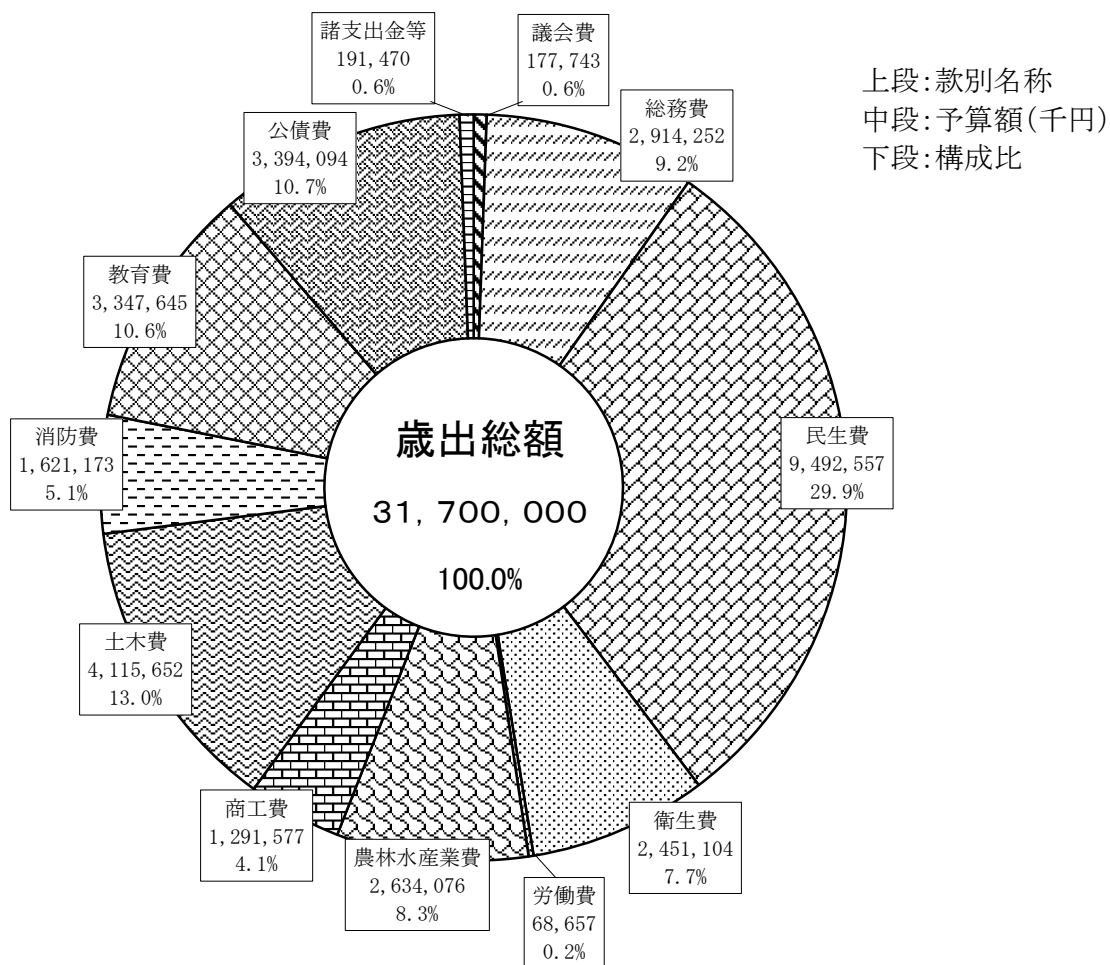 諸支出金等
191,470
0.6%
議会費
177,743
0.6%
上段:款別名称
中段:予算額(千円)
下段:構成比
総務費
2,914,252
9.2%
公債費
3,394,094
10.7%
教育費
3,347,645
10.6%
歳出総額
31,700,000
100.0%
民生費
9,492,557
29.9%
消防費
1,621,173
5.1%
土木費
4,115,652
13.0%
商工費
1,291,577
4.1%
農林水産業費
2,634,076
8.3%
労働費
68,657
0.2%
衛生費
2,451,104
7.7%